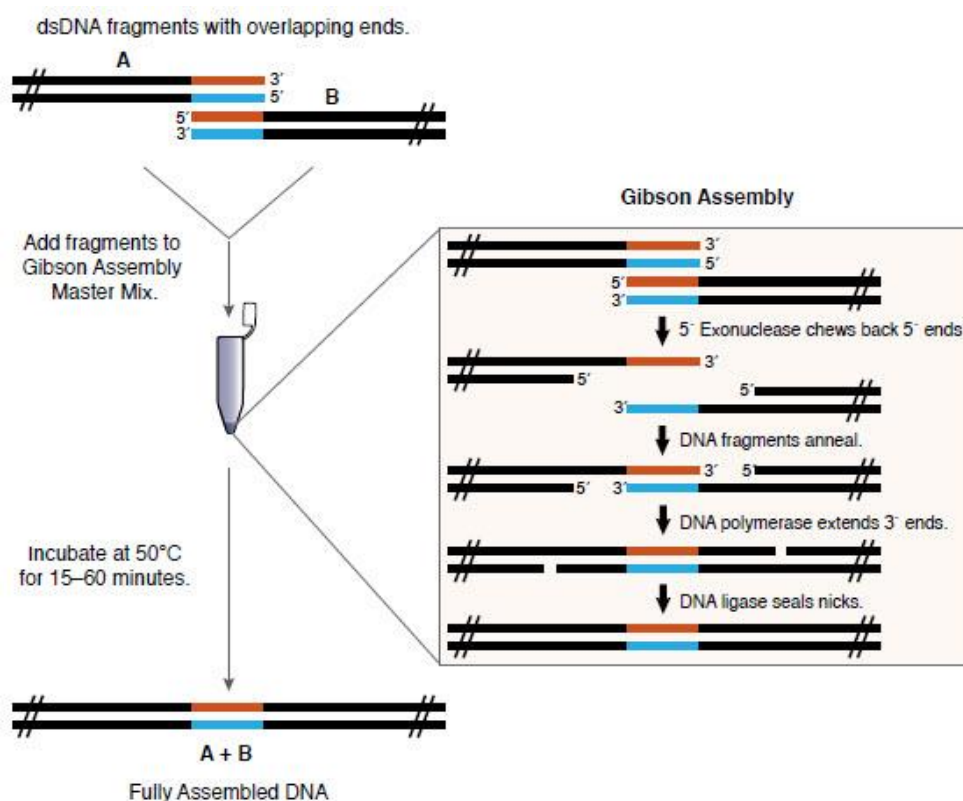 dsDNA fragments with overlapping ends.
A
3′
5′
B
5′
3′
Add fragments to
Gibson Assembly
Master Mix.
Incubate at 50°C
for 15–60 minutes.
A + B
Fully Assembled DNA
Gibson Assembly
3′
5′
5′
3′
5′ Exonuclease chews back 5′ ends
3′
5′
5′
3′
DNA fragments anneal.
3′ 5′
5′ 3′
DNA polymerase extends 3′ ends.
DNA ligase seals nicks.